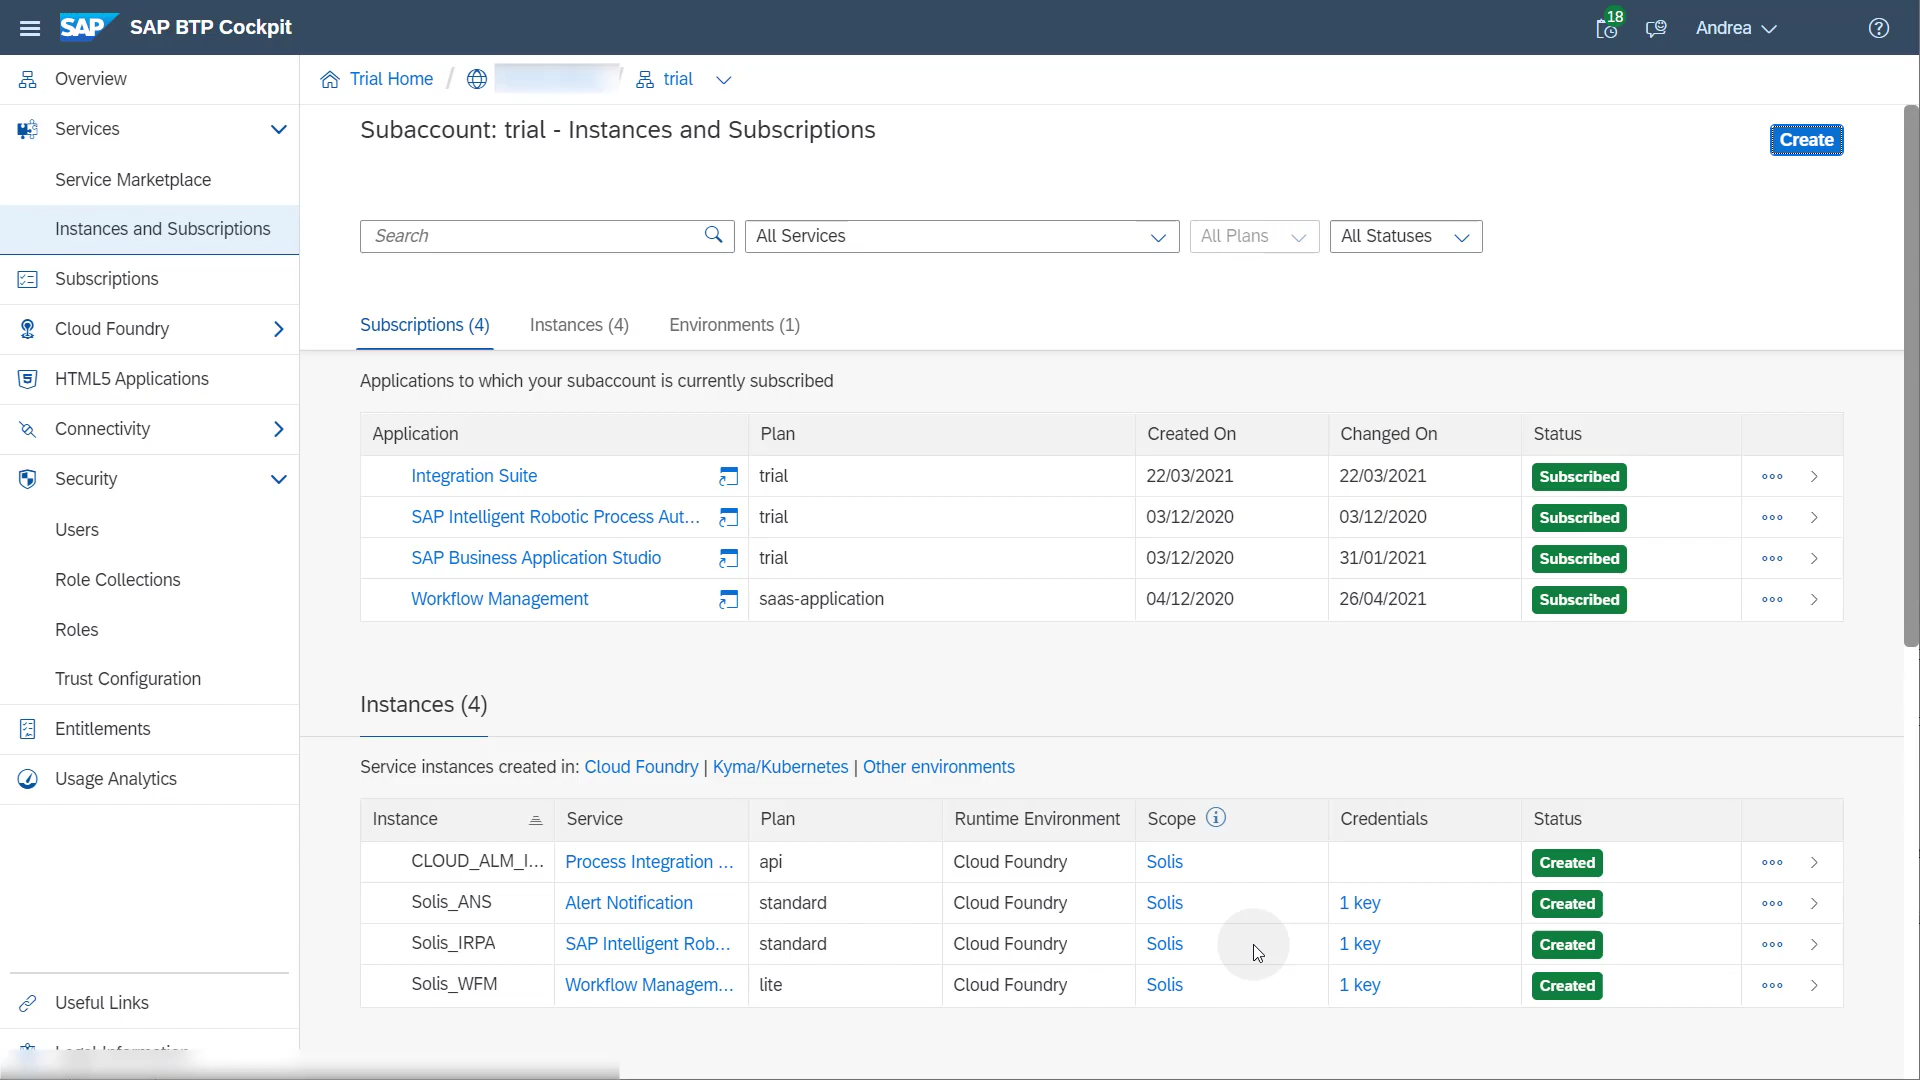 SAP SAP BTP Cockpit 18 Andrea
Overview
Services
Service Marketplace
Instances and Subscriptions
Subscriptions
Cloud Foundry
HTML5 Applications
Connectivity
Security
Users
Role Collections
Roles
Trust Configuration
Entitlements
Usage Analytics
Useful Links
Trial Home / / trial
Subaccount: trial - Instances and Subscriptions
Create
Search All Services All Plans All Statuses
Subscriptions (4) Instances (4) Environments (1)
Applications to which your subaccount is currently subscribed
Application Plan Created On Changed On Status
Integration Suite trial 22/03/2021 22/03/2021 Subscribed
SAP Intelligent Robotic Process Aut... trial 03/12/2020 03/12/2020 Subscribed
SAP Business Application Studio trial 03/12/2020 31/01/2021 Subscribed
Workflow Management saas-application 04/12/2020 26/04/2021 Subscribed
Instances (4)
Service instances created in: Cloud Foundry | Kyma/Kubernetes | Other environments
Instance Service Plan Runtime Environment Scope Credentials Status
CLOUD_ALM_I... Process Integration ... api Cloud Foundry Solis Created
Solis_ANS Alert Notification standard Cloud Foundry Solis 1 key Created
Solis_IRPA SAP Intelligent Rob... standard Cloud Foundry Solis 1 key Created
Solis_WFM Workflow Managem... lite Cloud Foundry Solis 1 key Created